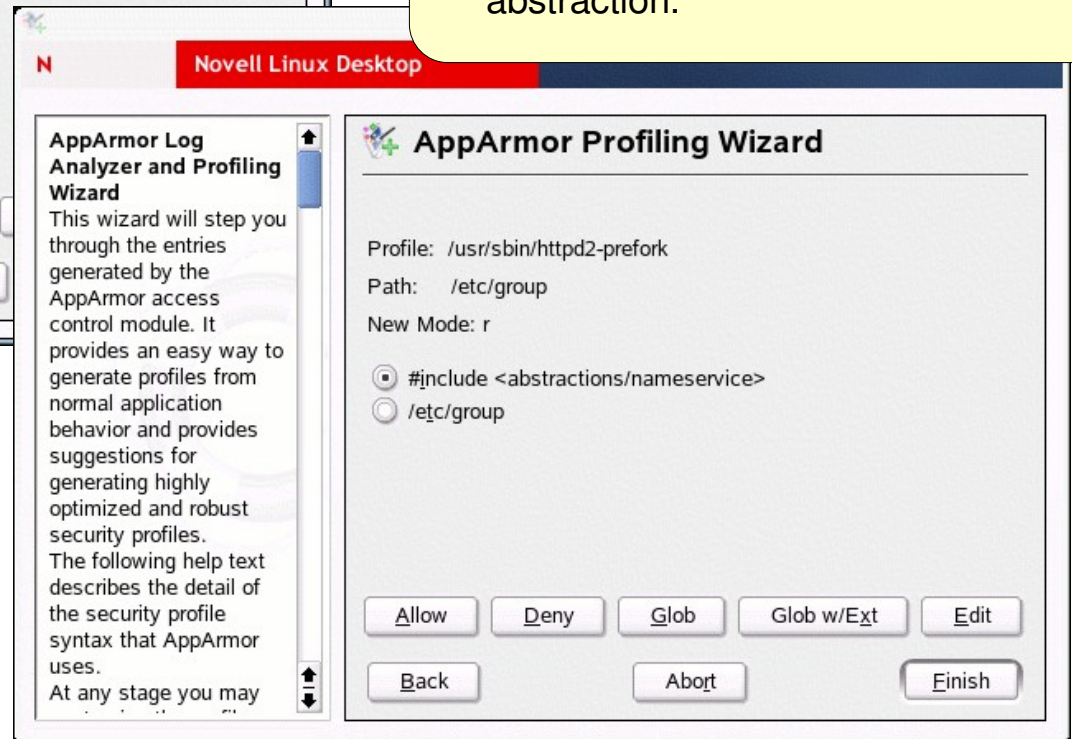 abstraction.
N
Novell Linux Desktop
AppArmor Log
Analyzer and Profiling
Wizard
This wizard will step you
through the entries
generated by the
AppArmor access
control module. It
provides an easy way to
generate profiles from
normal application
behavior and provides
suggestions for
generating highly
optimized and robust
security profiles.
The following help text
describes the detail of
the security profile
syntax that AppArmor
uses.
At any stage you may
AppArmor Profiling Wizard
Profile: /usr/sbin/httpd2-prefork
Path: /etc/group
New Mode: r
#include <abstractions/nameservice>
/etc/group
Allow
Deny
Glob
Glob w/Ext
Edit
Back
Abort
Finish